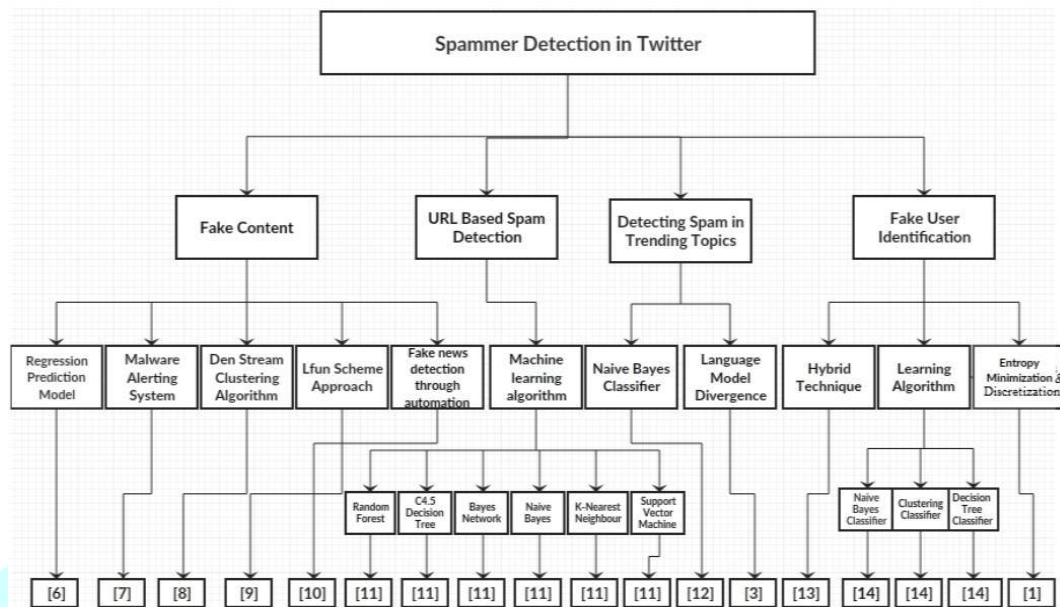 Spammer Detection in Twitter
Fake Content
URL Based Spam
Detection
Detecting Spam in
Trending Topics
Fake User
Identification
Regression
Prediction
Model
Malware
Alerting
System
Den Stream
Clustering
Algorithm
Lfun Scheme
Approach
Fake news
detection
through
automation
Machine
learning
algorithm
Naive Bayes
Classifier
Language
Model
Divergence
Hybrid
Technique
Learning
Algorithm
Entropy
Minimization &
Discretization
Random
Forest
C4.5
Decision
Tree
Bayes
Network
Naive
Bayes
K-Nearest
Neighbour
Support
Vector
Machine
Naive
Bayes
Classifier
Clustering
Classifier
Decision
Tree
Classifier
[6]
[7]
[8]
[9]
[10]
[11]
[11]
[11]
[11]
[11]
[11]
[12]
[3]
[13]
[14]
[14]
[14]
[1]